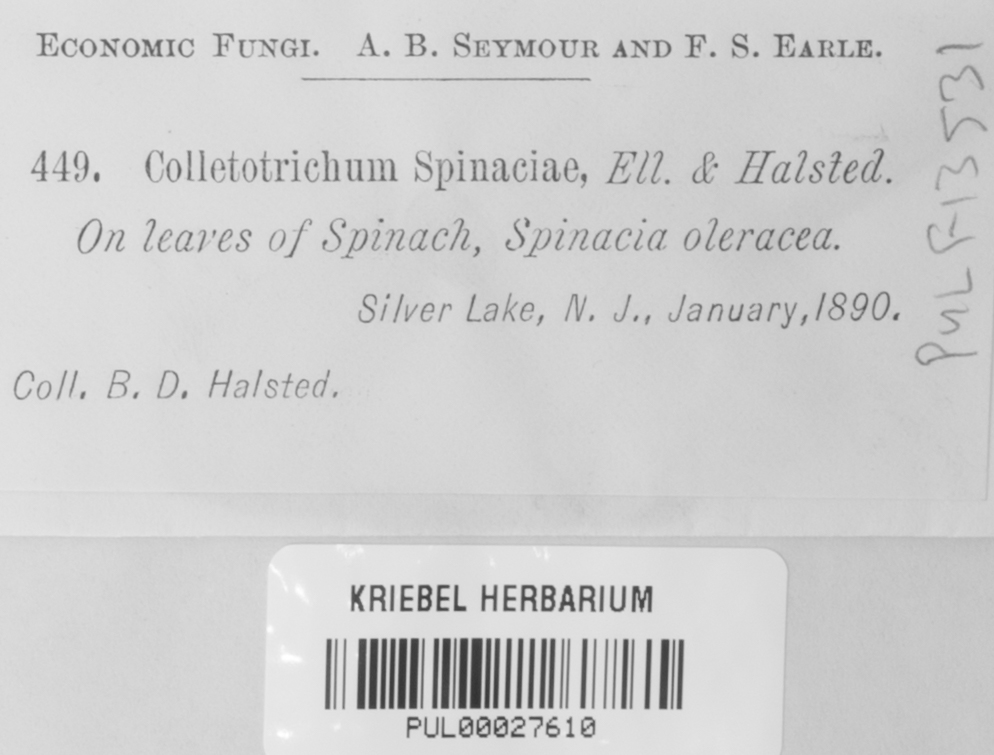 ECONOMIC FUNGI. A. B. SEYMOUR AND F. S. EARLE.
449. Colletotrichum Spinaciae, Ell. & Halsted.
On leaves of Spinach, Spinacia oleracea.
Silver Lake, N. J., January, 1890.
Coll. B. D. Halsted.
PUL F13531
KRIEBEL HERBARIUM
PUL00027610